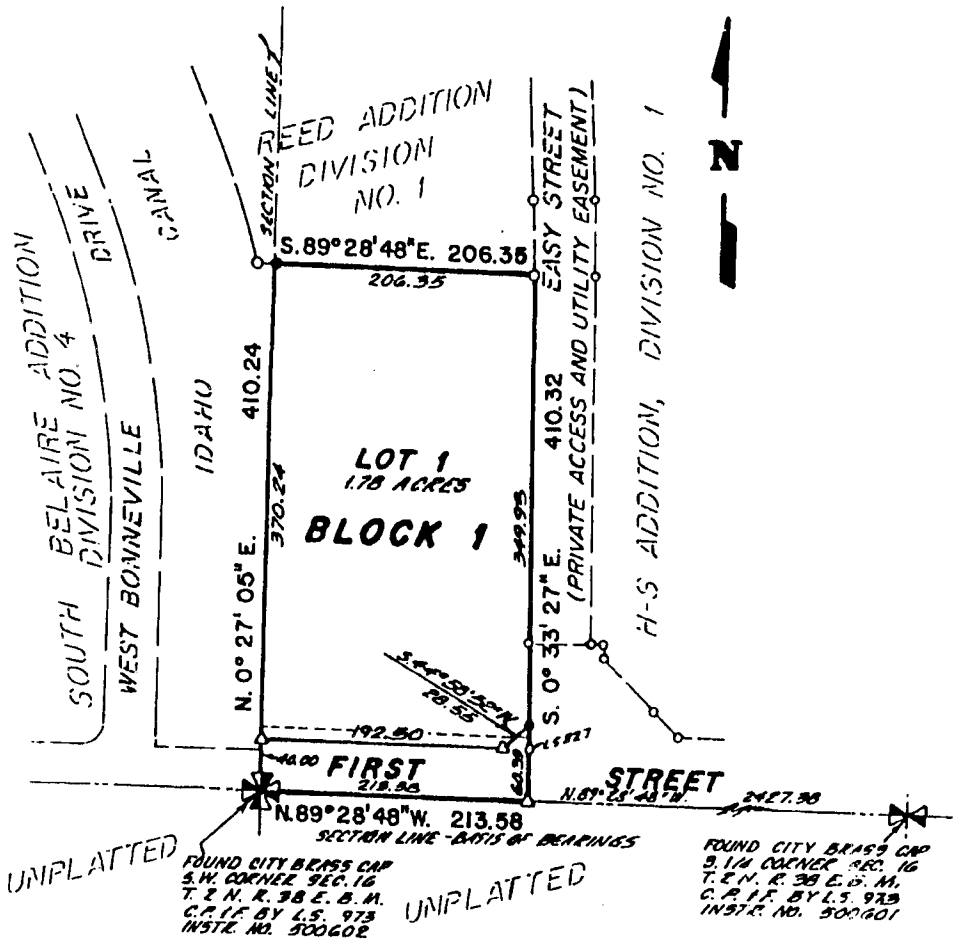 SECTION LINE
REED ADDITION
DIVISION
NO. 1
N
S. 89° 28' 48" E. 206.35
206.35
EASY STREET
(PRIVATE ACCESS AND UTILITY EASEMENT)
H-S ADDITION, DIVISION NO. 1
SOUTH BELAIRE ADDITION
DIVISION NO. 4
DRIVE
WEST BONNEVILLE
CANAL
IDAHO
N. 0° 27' 05" E. 410.24
370.24
LOT 1
1.78 ACRES
BLOCK 1
410.32
349.93
S. 0° 33' 27" E.
28.55
192.50
L.S. 827
40.00
FIRST
STREET
213.58
N. 89° 28' 48" W. 213.58
N. 89° 28' 48" W. 2427.38
SECTION LINE - BASIS OF BEARINGS
UNPLATTED
UNPLATTED
FOUND CITY BRASS CAP
S.W. CORNER SEC. 16
T. 2 N. R. 38 E. B. M.
C.P. & F. BY L.S. 973
INSTR. NO. 500602
FOUND CITY BRASS CAP
S. 1/4 CORNER SEC. 16
T. 2 N. R. 38 E. B. M.
C.P. & F. BY L.S. 973
INSTR. NO. 500601